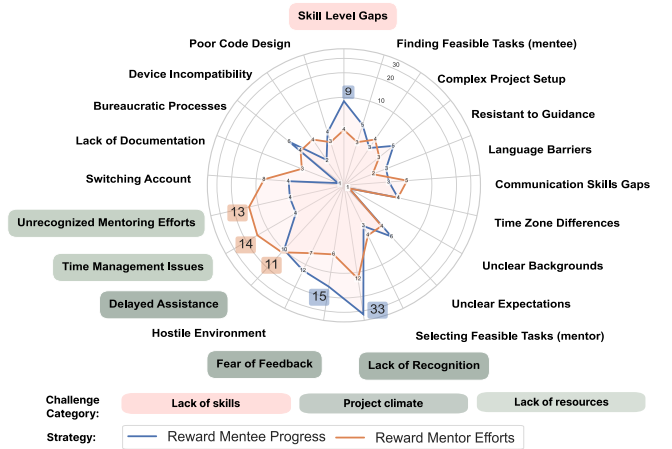 Skill Level Gaps
Poor Code Design
Finding Feasible Tasks (mentee)
30
Device Incompatibility
20
Complex Project Setup
Bureaucratic Processes
9
10
Resistant to Guidance
Lack of Documentation
Language Barriers
Switching Account
Communication Skills Gaps
Unrecognized Mentoring Efforts
13
Time Zone Differences
14
Time Management Issues
11
Unclear Backgrounds
Delayed Assistance
15
33
Unclear Expectations
Hostile Environment
Selecting Feasible Tasks (mentor)
Fear of Feedback
Lack of Recognition
Challenge
Category:
Lack of skills
Project climate
Lack of resources
Strategy:
Reward Mentee Progress
Reward Mentor Efforts